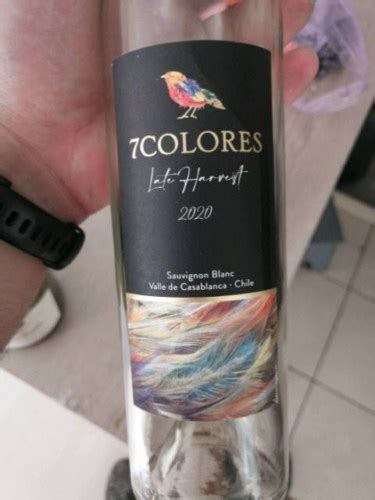 7COLORES
Late Harvest
2020
Sauvignon Blanc
Valle de Casablanca - Chile